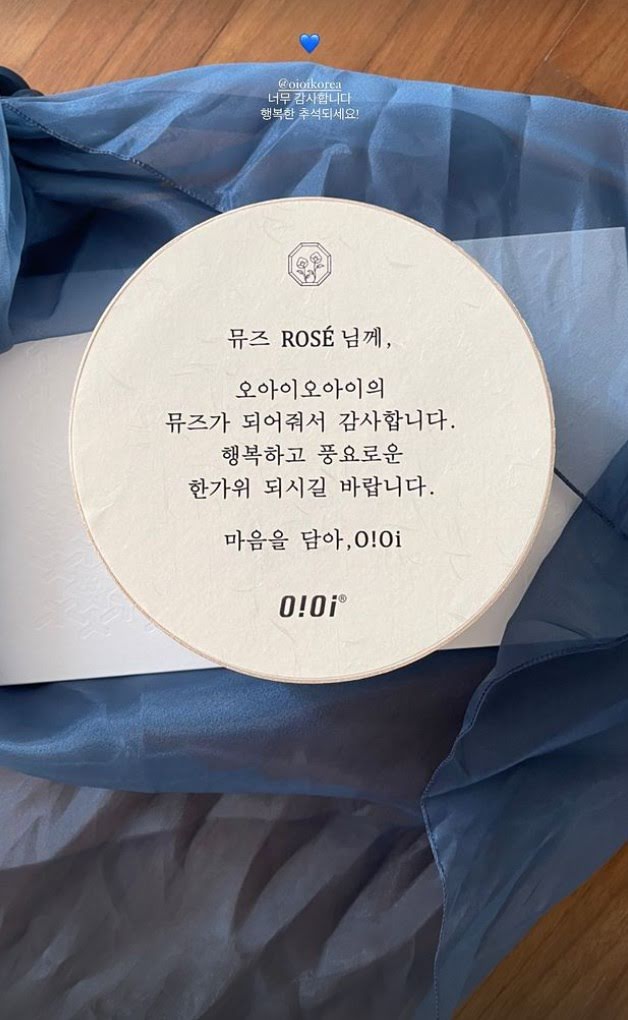 💙
@oioikorea
너무 감사합니다
행복한 추석되세요!
뮤즈 ROSÉ 님께,
오아이오아이의
뮤즈가 되어줘서 감사합니다.
행복하고 풍요로운
한가위 되시길 바랍니다.
마음을 담아,O!Oi
O!Oi®